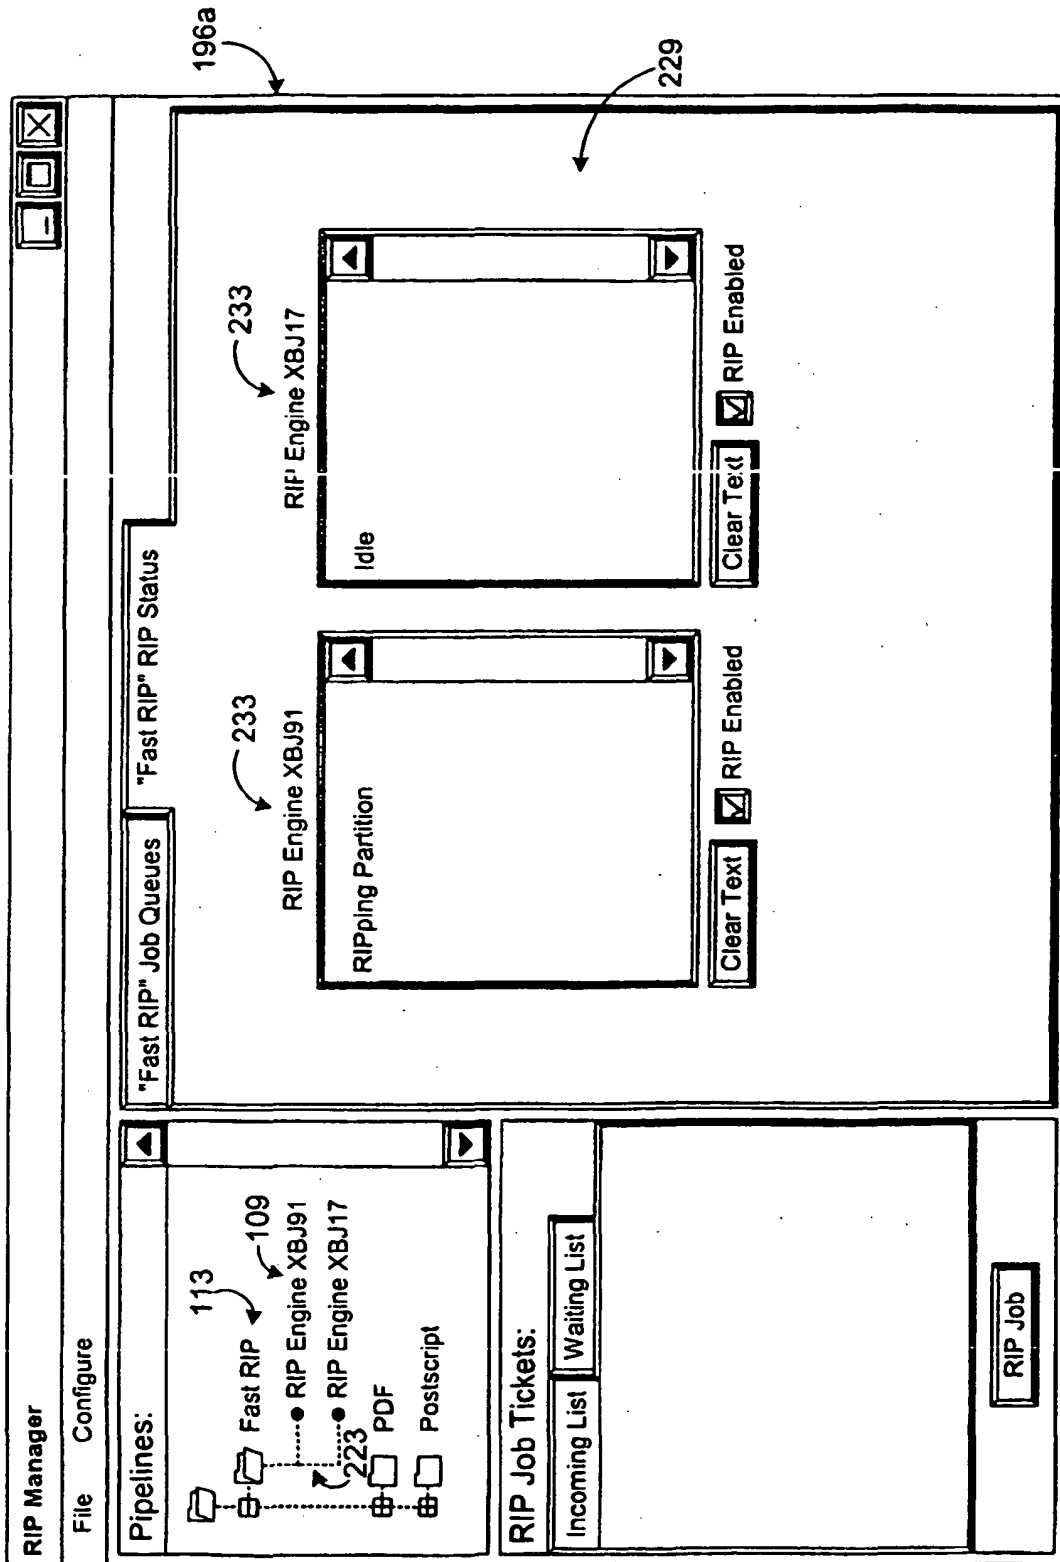 RIP Manager
File Configure
Pipelines:
113
Fast RIP
109
RIP Engine XBJ91
RIP Engine XBJ17
223
PDF
Postscript
RIP Job Tickets:
Incoming List
Waiting List
RIP Job
"Fast RIP" Job Queues
"Fast RIP" RIP Status
233
RIP Engine XBJ91
RIPping Partition
Clear Text
RIP Enabled
233
RIP Engine XBJ17
Idle
Clear Text
RIP Enabled
196a
229